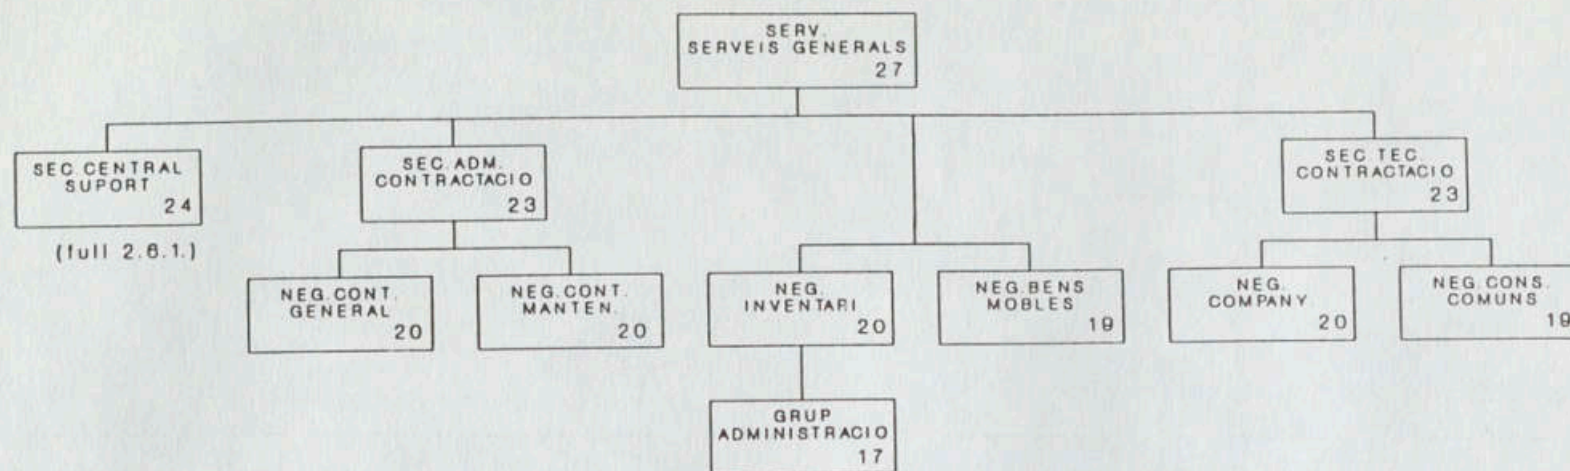 SERV.
SERVEIS GENERALS
27
SEC.CENTRAL
SUPORT
24
(full 2.6.1.)
SEC.ADM.
CONTRACTACIO
23
SEC.TEC.
CONTRACTACIO
23
NEG.CONT.
GENERAL
20
NEG.CONT.
MANTEN.
20
NEG.
INVENTARI
20
NEG.BENS
MOBLES
19
NEG.
COMPANY.
20
NEG.CONS.
COMUNS
19
GRUP
ADMINISTRACIO
17